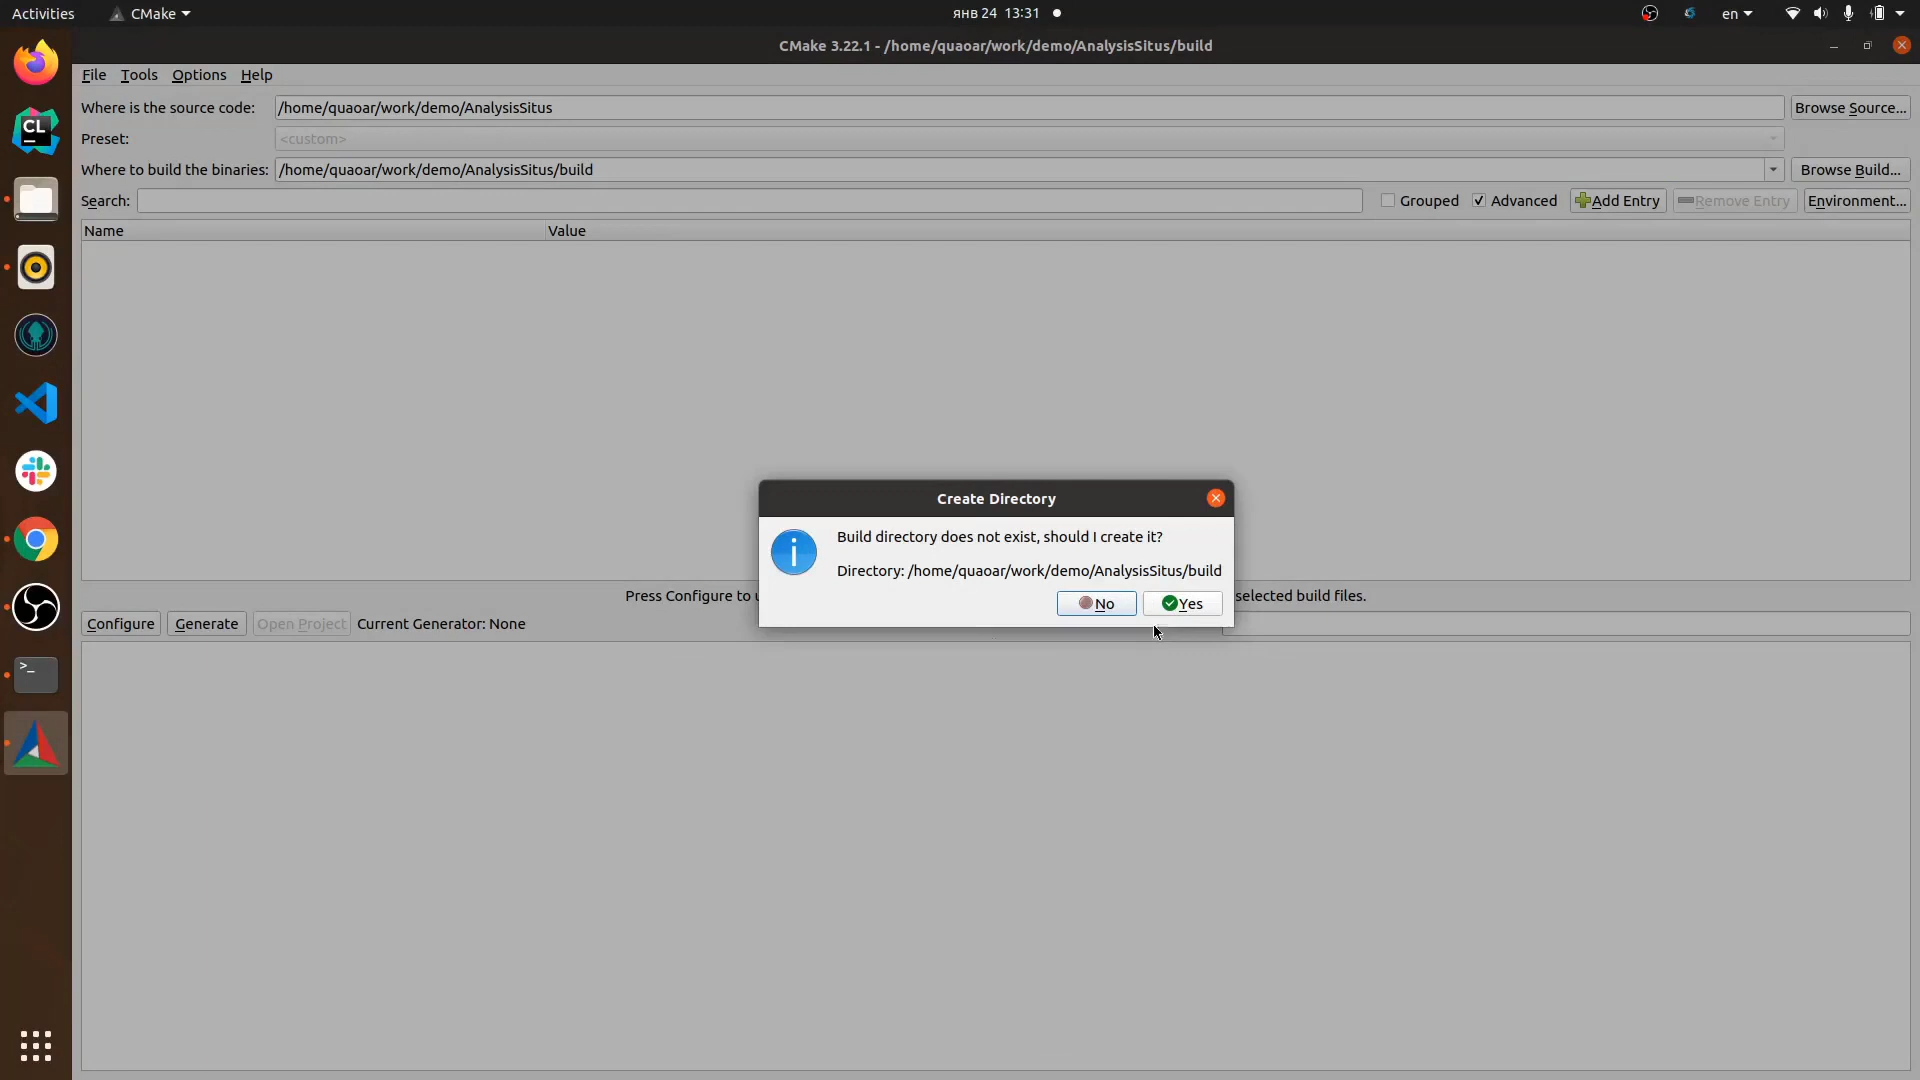 Activities CMake янв 24 13:31 en
CMake 3.22.1 - /home/quaoar/work/demo/AnalysisSitus/build
File Tools Options Help
Where is the source code: /home/quaoar/work/demo/AnalysisSitus Browse Source...
Preset: <custom>
Where to build the binaries: /home/quaoar/work/demo/AnalysisSitus/build Browse Build...
Search: Grouped Advanced Add Entry Remove Entry Environment...
Name Value
CL
Create Directory
Build directory does not exist, should I create it?
Directory: /home/quaoar/work/demo/AnalysisSitus/build
No Yes
Press Configure to selected build files.
Configure Generate Open Project Current Generator: None
>_